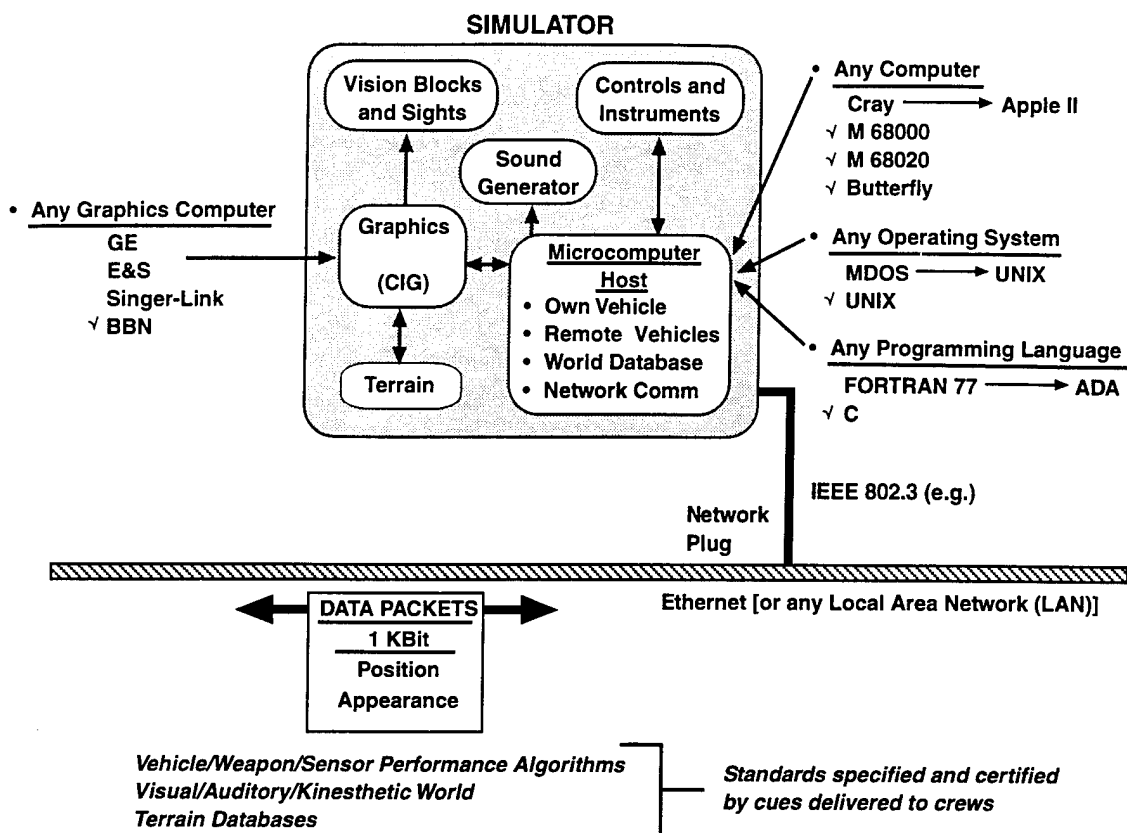 SIMULATOR
Vision Blocks
and Sights
Controls and
Instruments
Sound
Generator
Graphics
(CIG)
Terrain
Microcomputer
Host
• Own Vehicle
• Remote Vehicles
• World Database
• Network Comm
• Any Graphics Computer
GE
E&S
Singer-Link
√ BBN
• Any Computer
Cray → Apple II
√ M 68000
√ M 68020
√ Butterfly
• Any Operating System
MDOS → UNIX
√ UNIX
• Any Programming Language
FORTRAN 77 → ADA
√ C
IEEE 802.3 (e.g.)
Network
Plug
Ethernet [or any Local Area Network (LAN)]
DATA PACKETS
1 KBit
Position
Appearance
Vehicle/Weapon/Sensor Performance Algorithms
Visual/Auditory/Kinesthetic World
Terrain Databases
Standards specified and certified
by cues delivered to crews